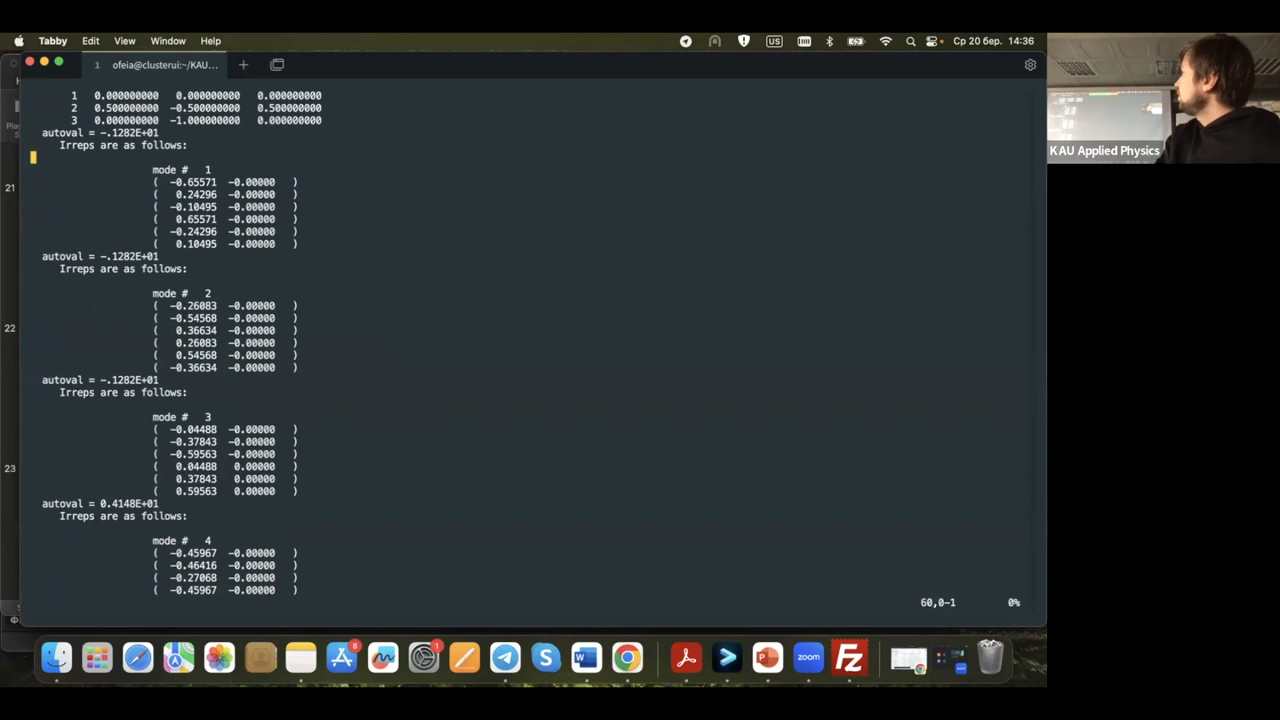 Tabby Edit View Window Help US Ср 20 бер. 14:36
1 ofeia@clusterui:~/KAU...
1 0.000000000 0.000000000 0.000000000
2 0.500000000 -0.500000000 0.500000000
3 0.000000000 -1.000000000 0.000000000
autoval = -.1282E+01
Irreps are as follows:
mode # 1
( -0.65571 -0.00000 )
( 0.24296 -0.00000 )
( -0.10495 -0.00000 )
( 0.65571 -0.00000 )
( -0.24296 -0.00000 )
( 0.10495 -0.00000 )
autoval = -.1282E+01
Irreps are as follows:
mode # 2
( -0.26083 -0.00000 )
( -0.54568 -0.00000 )
( 0.36634 -0.00000 )
( 0.26083 -0.00000 )
( 0.54568 -0.00000 )
( -0.36634 -0.00000 )
autoval = -.1282E+01
Irreps are as follows:
mode # 3
( -0.04488 -0.00000 )
( -0.37843 -0.00000 )
( -0.59563 -0.00000 )
( 0.04488 0.00000 )
( 0.37843 0.00000 )
( 0.59563 0.00000 )
autoval = 0.4148E+01
Irreps are as follows:
mode # 4
( -0.45967 -0.00000 )
( -0.46416 -0.00000 )
( -0.27068 -0.00000 )
( -0.45967 -0.00000 )
60,0-1 0%
21
22
23
KAU Applied Physics
8
1
zoom